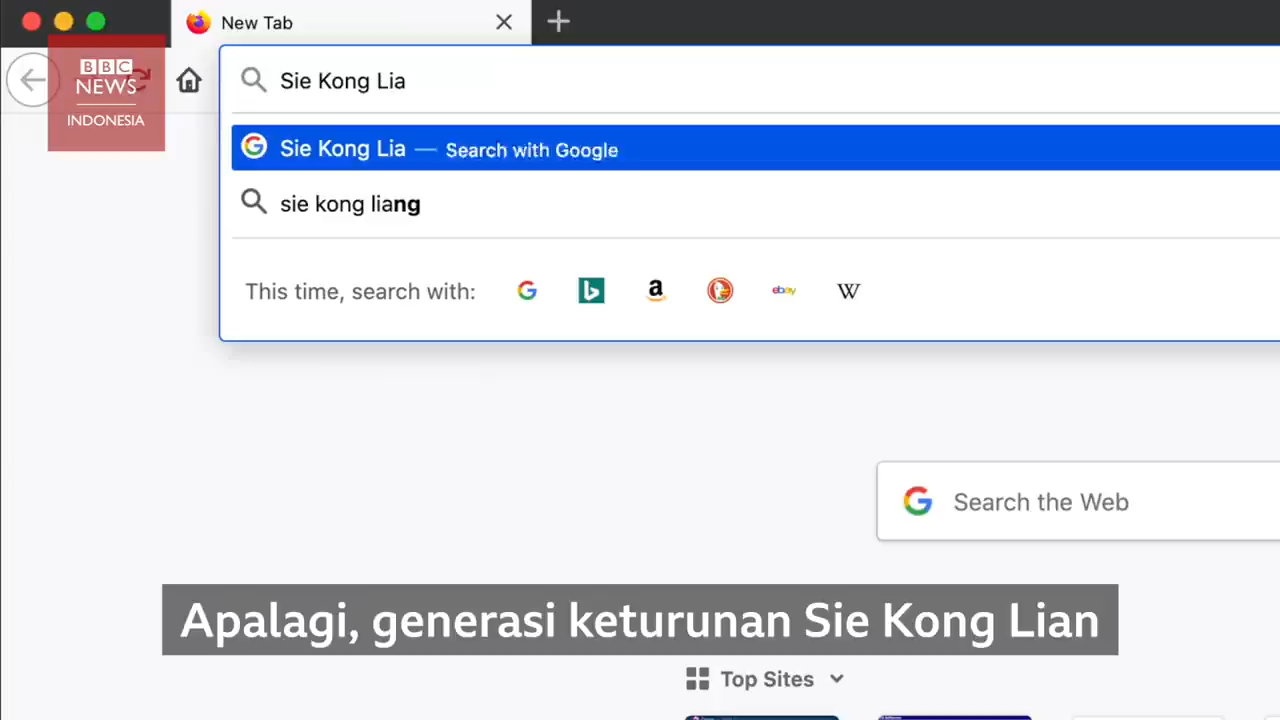 New Tab
BBC
NEWS
INDONESIA
Sie Kong Lia
Sie Kong Lia — Search with Google
sie kong liang
This time, search with:
a
ebay
W
Search the Web
Apalagi, generasi keturunan Sie Kong Lian
Top Sites